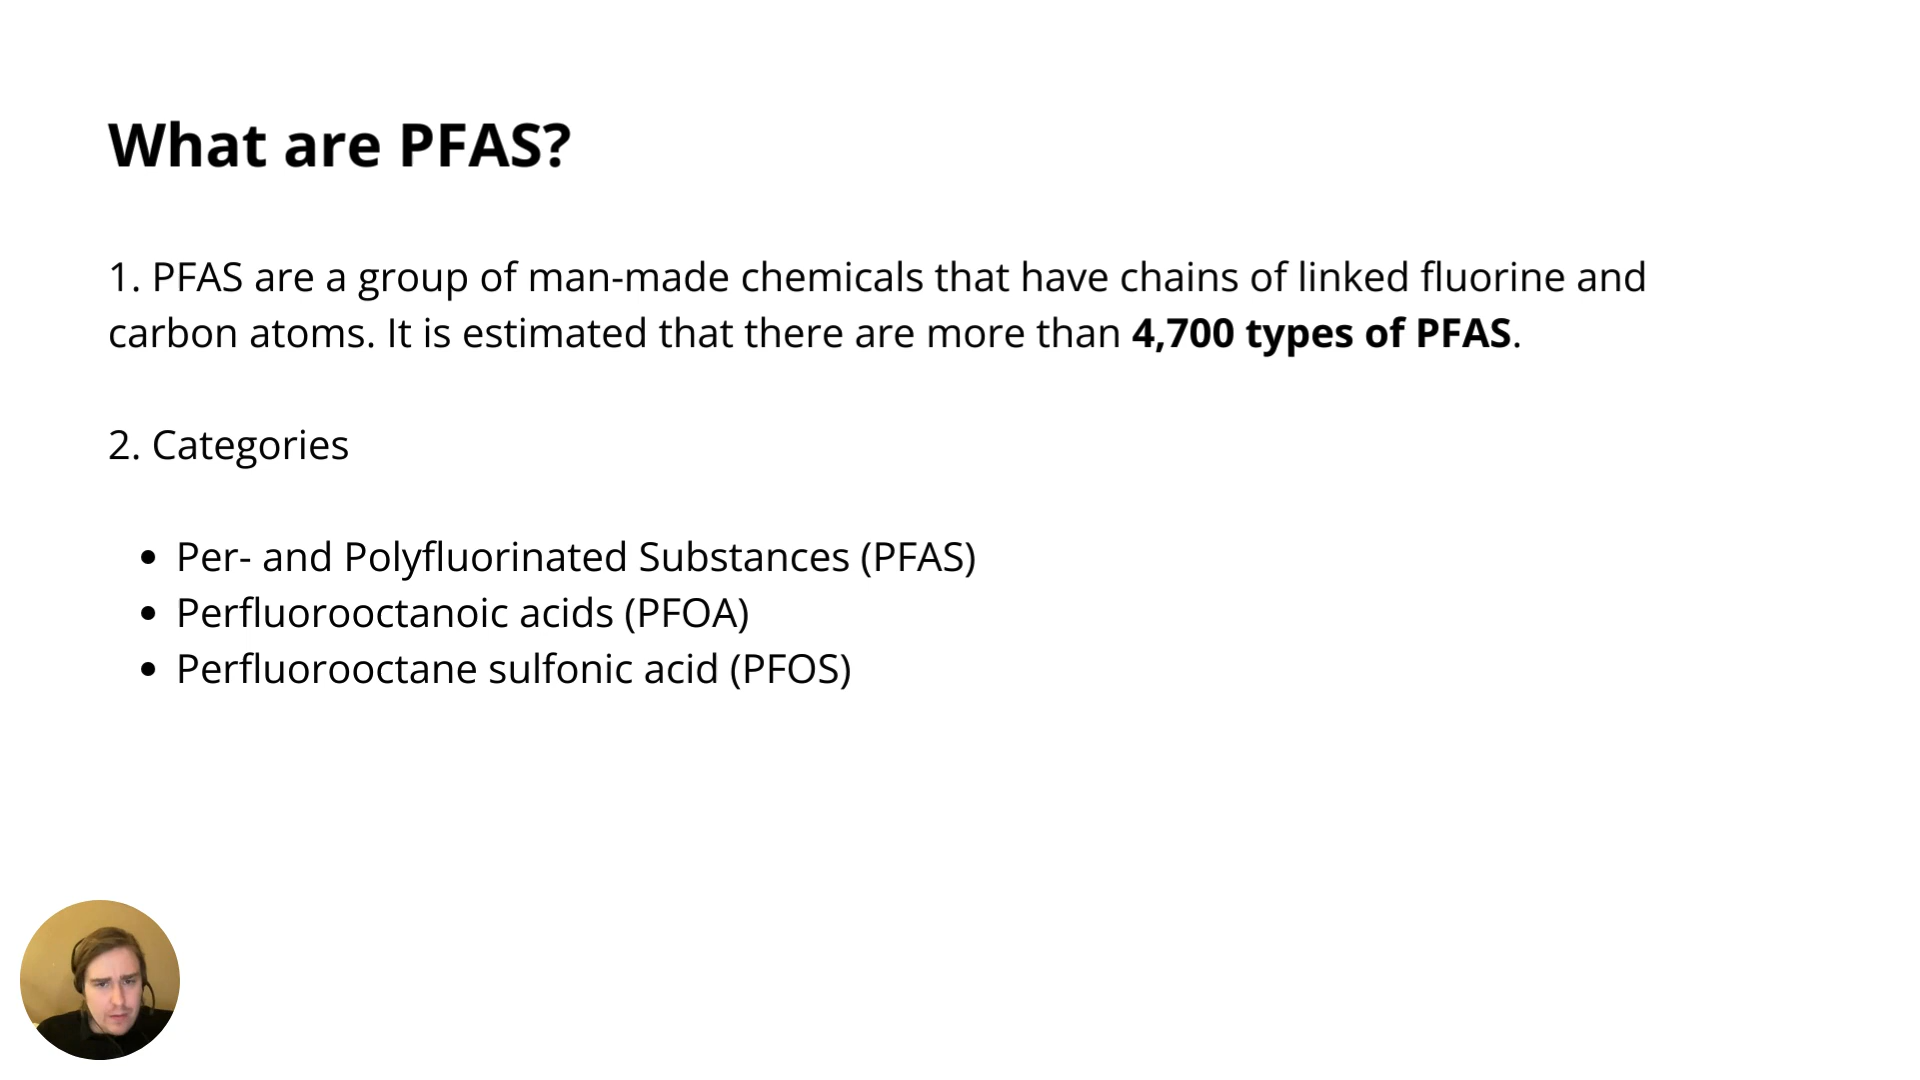 What are PFAS?
1. PFAS are a group of man-made chemicals that have chains of linked fluorine and
carbon atoms. It is estimated that there are more than 4,700 types of PFAS.
2. Categories
• Per- and Polyfluorinated Substances (PFAS)
• Perfluorooctanoic acids (PFOA)
• Perfluorooctane sulfonic acid (PFOS)